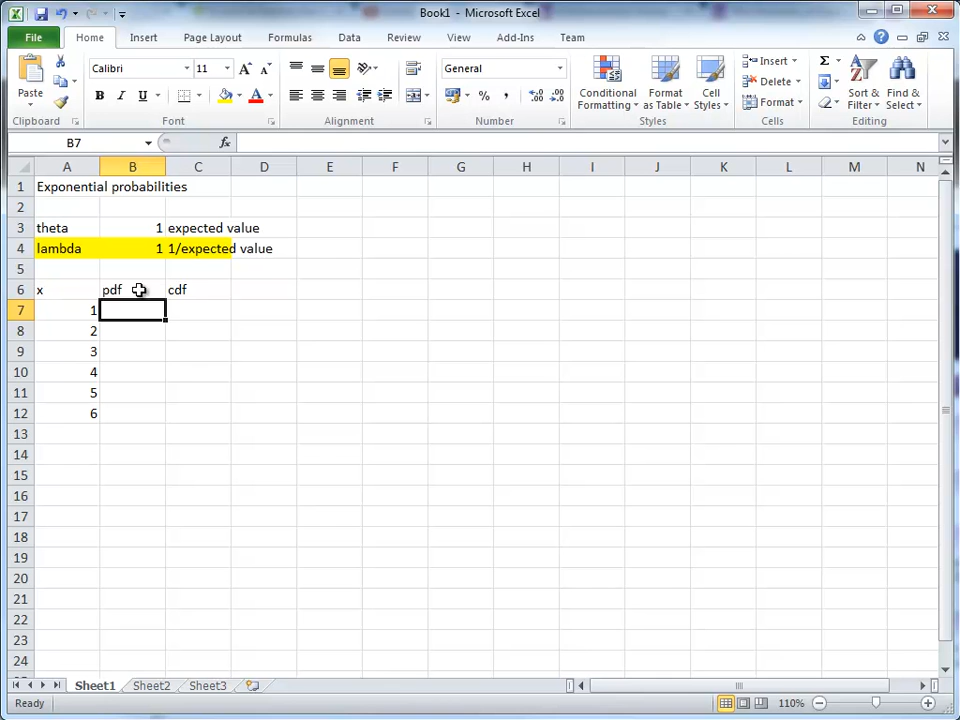 Book1 - Microsoft Excel
File Home Insert Page Layout Formulas Data Review View Add-Ins Team
Calibri 11 General
Paste
B I U
$ % ,
Conditional Formatting
Format as Table
Cell Styles
Insert
Delete
Format
Sort & Filter
Find & Select
Clipboard Font Alignment Number Styles Cells Editing
B7 fx
A B C D E F G H I J K L M N
1 Exponential probabilities
2
3 theta 1 expected value
4 lambda 1 1/expected value
5
6 x pdf cdf
7 1
8 2
9 3
10 4
11 5
12 6
13
14
15
16
17
18
19
20
21
22
23
24
Sheet1 Sheet2 Sheet3
Ready 110%